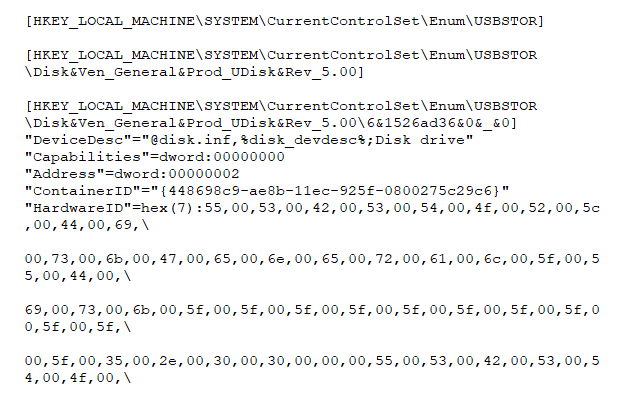 [HKEY_LOCAL_MACHINE\SYSTEM\CurrentControlSet\Enum\USBSTOR]
[HKEY_LOCAL_MACHINE\SYSTEM\CurrentControlSet\Enum\USBSTOR
\Disk&Ven_General&Prod_UDisk&Rev_5.00]
[HKEY_LOCAL_MACHINE\SYSTEM\CurrentControlSet\Enum\USBSTOR
\Disk&Ven_General&Prod_UDisk&Rev_5.00\6&1526ad36&0&_&0]
"DeviceDesc"="@disk.inf,%disk_devdesc%;Disk drive"
"Capabilities"=dword:00000000
"Address"=dword:00000002
"ContainerID"="{448698c9-ae8b-11ec-925f-0800275c29c6}"
"HardwareID"=hex(7):55,00,53,00,42,00,53,00,54,00,4f,00,52,00,5c
,00,44,00,69,\
00,73,00,6b,00,47,00,65,00,6e,00,65,00,72,00,61,00,6c,00,5f,00,5
5,00,44,00,\
69,00,73,00,6b,00,5f,00,5f,00,5f,00,5f,00,5f,00,5f,00,5f,00,5f,0
0,5f,00,5f,\
00,5f,00,35,00,2e,00,30,00,30,00,00,00,55,00,53,00,42,00,53,00,5
4,00,4f,00,\